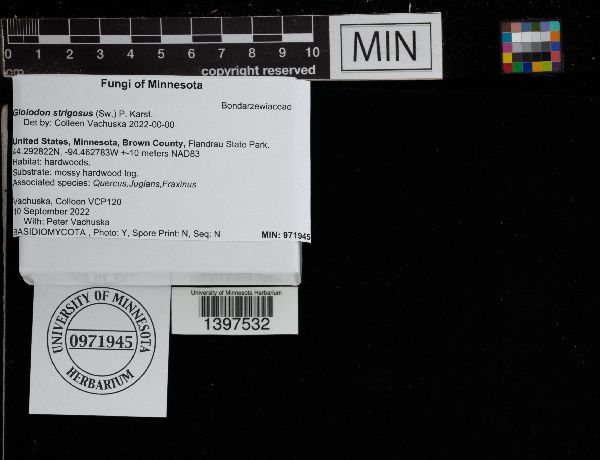 0 1 2 3 4 5 6 7 8 9 10
cm copyright reserved
MIN
Fungi of Minnesota
Bondarzewiaceae
Gloiodon strigosus (Sw.) P. Karst.
Det by: Colleen Vachuska 2022-00-00
United States, Minnesota, Brown County, Flandrau State Park.
44.292822N, -94.462783W +-10 meters NAD83
Habitat: hardwoods.
Substrate: mossy hardwood log.
Associated species: Quercus,Juglans,Fraxinus
Vachuska, Colleen VCP120
10 September 2022
With: Peter Vachuska
BASIDIOMYCOTA , Photo: Y, Spore Print: N, Seq: N MIN: 971945
University of Minnesota Herbarium
1397532
UNIVERSITY OF MINNESOTA
0971945
HERBARIUM